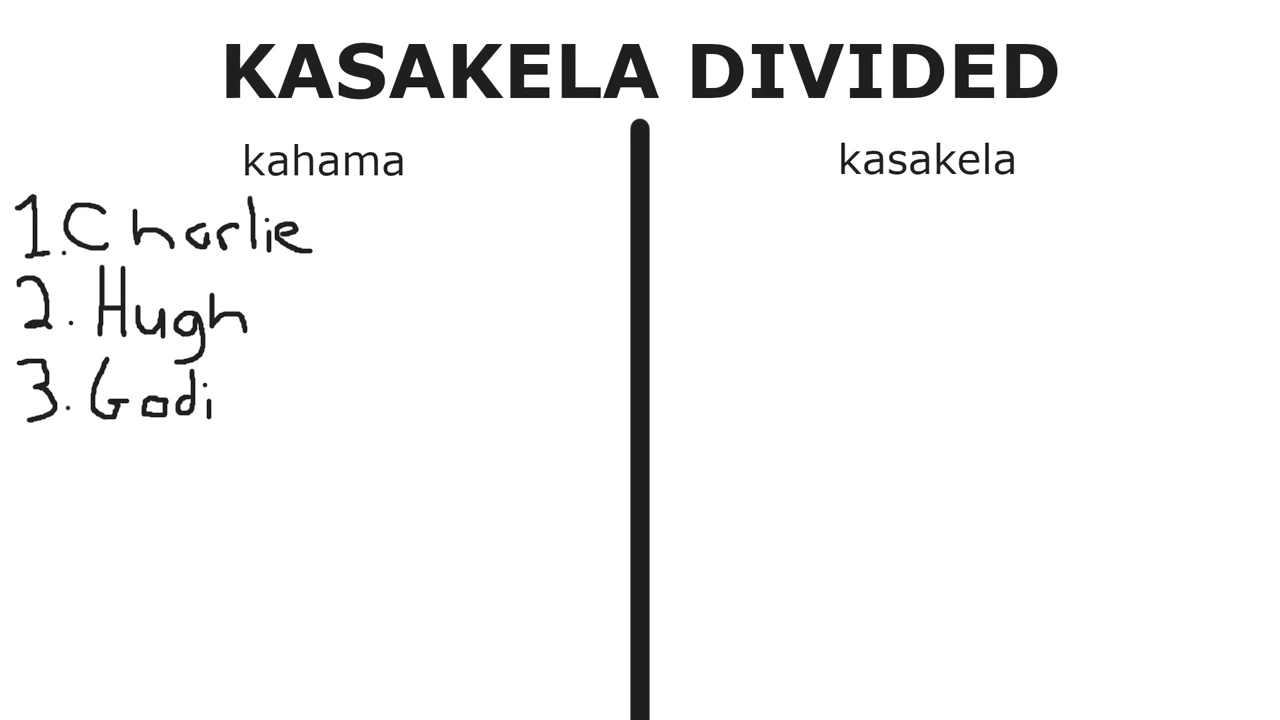 KASAKELA DIVIDED
kahama
kasakela
1. Charlie
2. Hugh
3. Godi